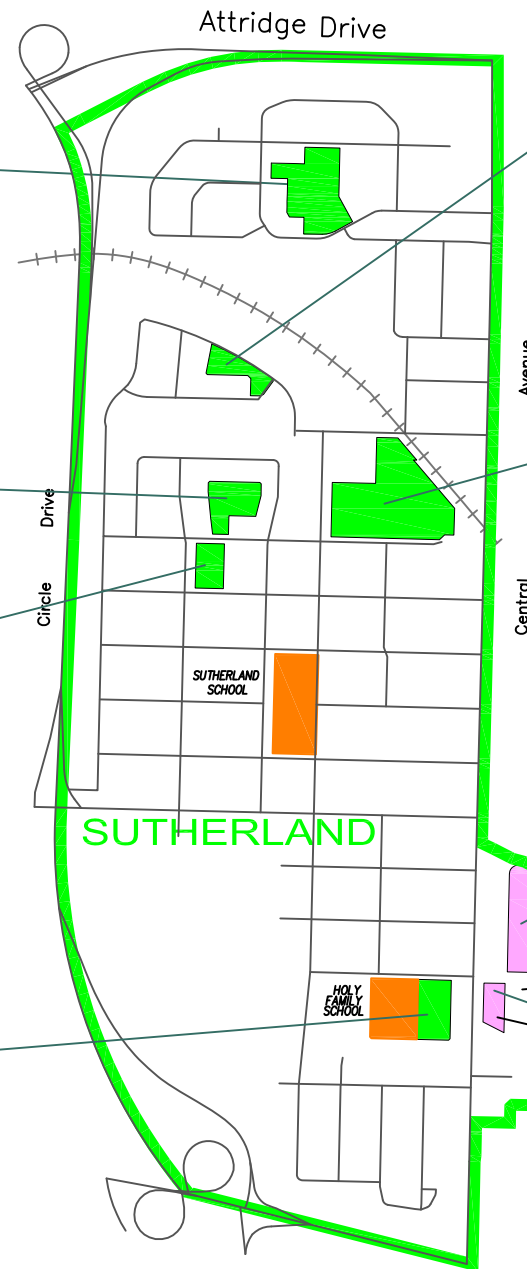 Attridge Drive
Avenue
Circle Drive
Central
SUTHERLAND
SCHOOL
SUTHERLAND
HOLY
FAMILY
SCHOOL